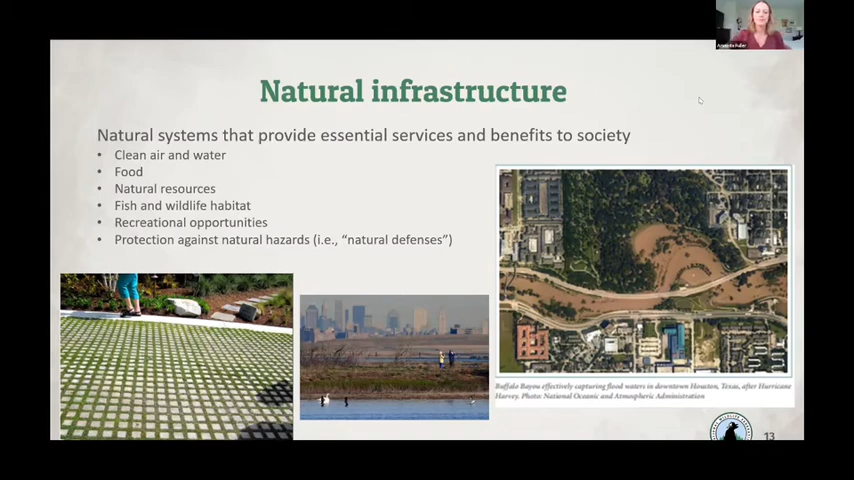 Amanda Fuller
Natural infrastructure
Natural systems that provide essential services and benefits to society
• Clean air and water
• Food
• Natural resources
• Fish and wildlife habitat
• Recreational opportunities
• Protection against natural hazards (i.e., “natural defenses”)
Buffalo Bayou effectively capturing flood waters in downtown Houston, Texas, after Hurricane
Harvey. Photo: National Oceanic and Atmospheric Administration
13